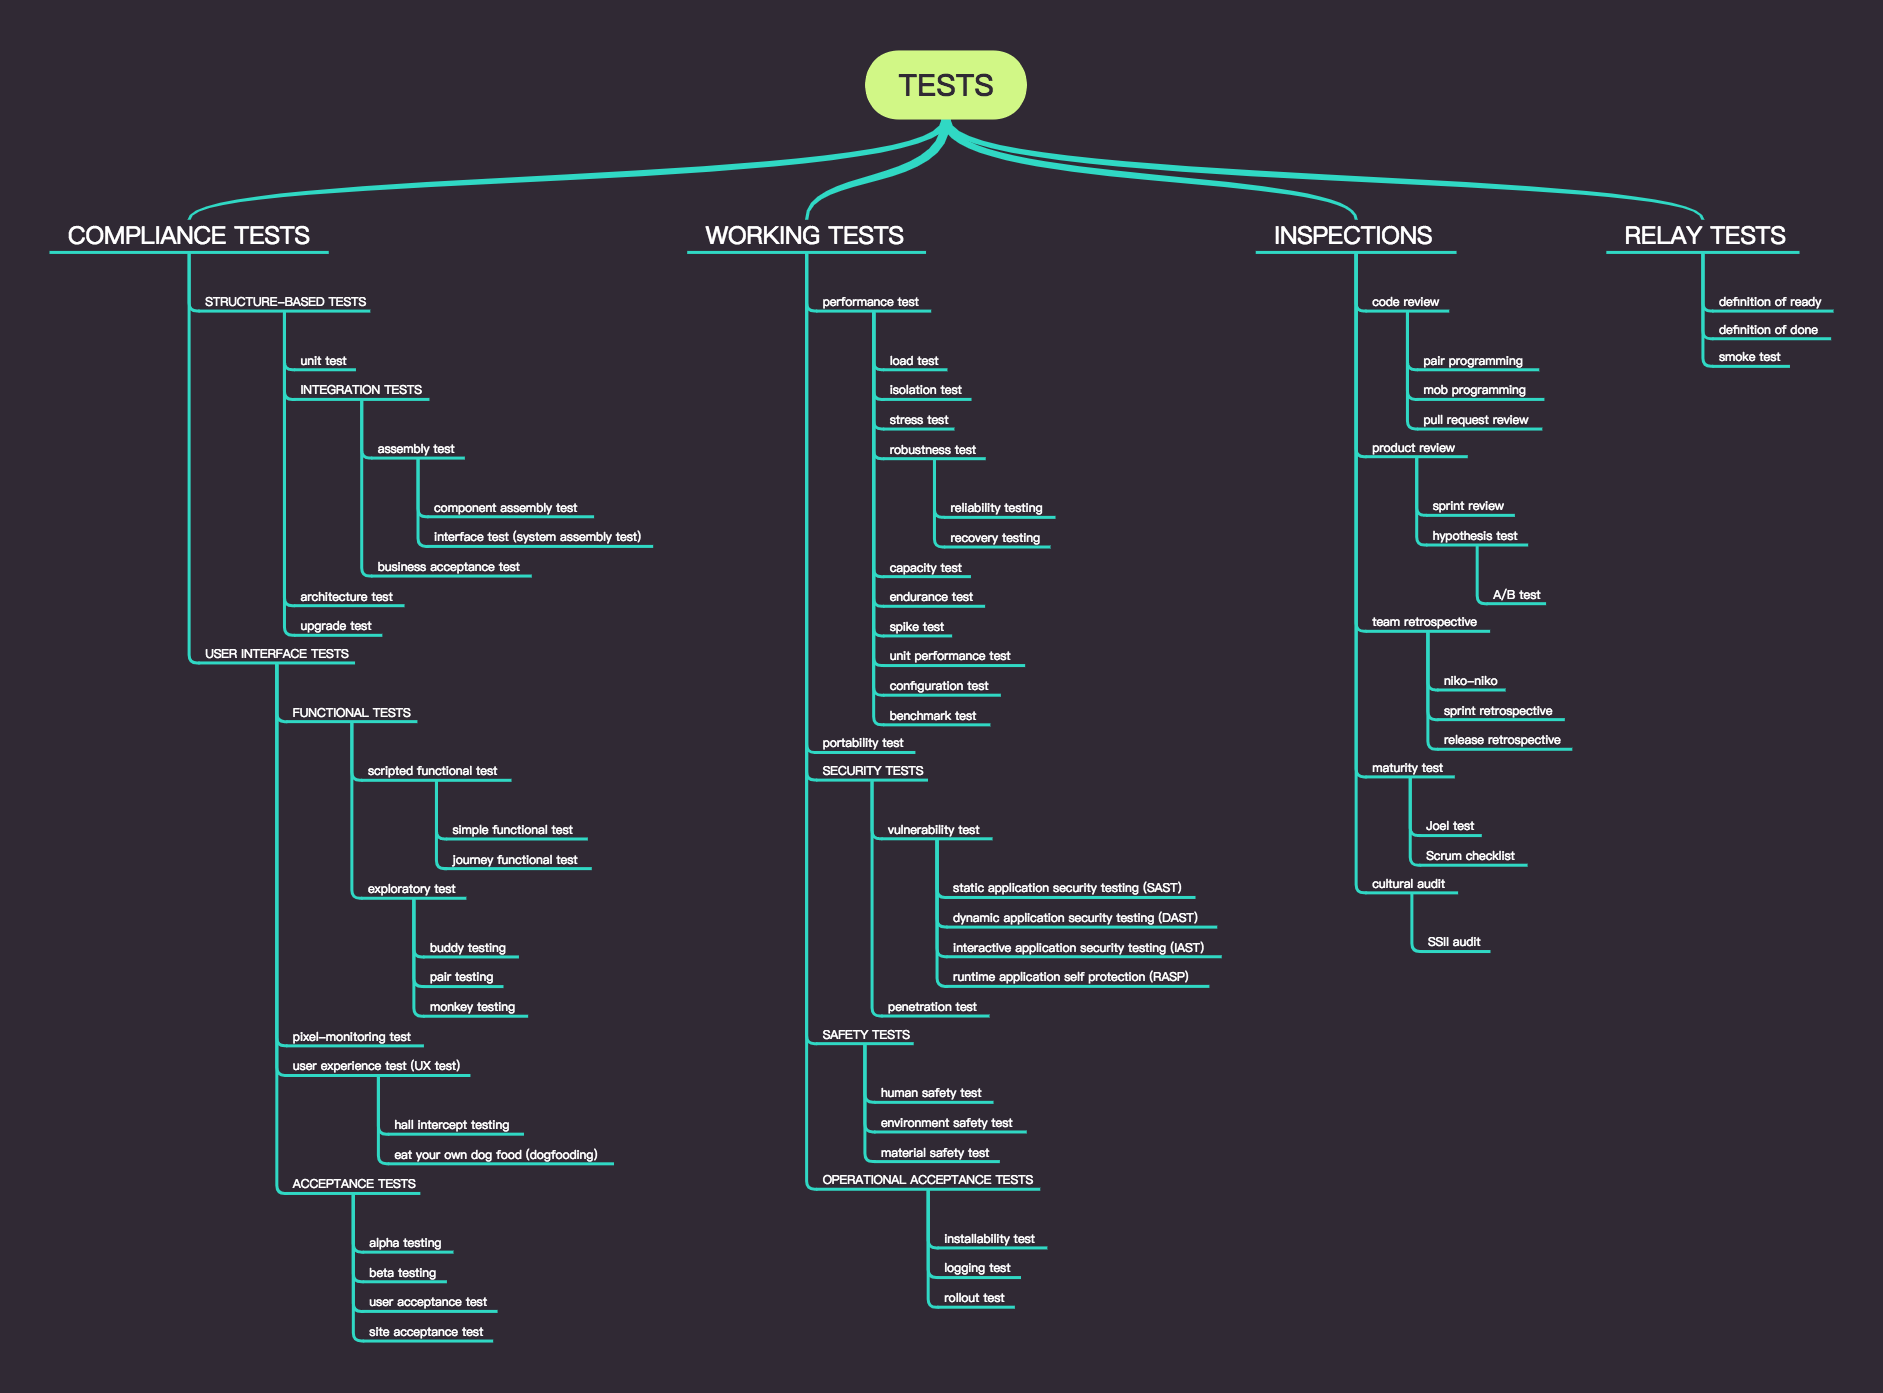 TESTS
COMPLIANCE TESTS
STRUCTURE-BASED TESTS
unit test
INTEGRATION TESTS
assembly test
component assembly test
interface test (system assembly test)
business acceptance test
architecture test
upgrade test
USER INTERFACE TESTS
FUNCTIONAL TESTS
scripted functional test
simple functional test
journey functional test
exploratory test
buddy testing
pair testing
monkey testing
pixel-monitoring test
user experience test (UX test)
hall intercept testing
eat your own dog food (dogfooding)
ACCEPTANCE TESTS
alpha testing
beta testing
user acceptance test
site acceptance test
WORKING TESTS
performance test
load test
isolation test
stress test
robustness test
reliability testing
recovery testing
capacity test
endurance test
spike test
unit performance test
configuration test
benchmark test
portability test
SECURITY TESTS
vulnerability test
static application security testing (SAST)
dynamic application security testing (DAST)
interactive application security testing (IAST)
runtime application self protection (RASP)
penetration test
SAFETY TESTS
human safety test
environment safety test
material safety test
OPERATIONAL ACCEPTANCE TESTS
installability test
logging test
rollout test
INSPECTIONS
code review
pair programming
mob programming
pull request review
product review
sprint review
hypothesis test
A/B test
team retrospective
niko-niko
sprint retrospective
release retrospective
maturity test
Joel test
Scrum checklist
cultural audit
SSII audit
RELAY TESTS
definition of ready
definition of done
smoke test